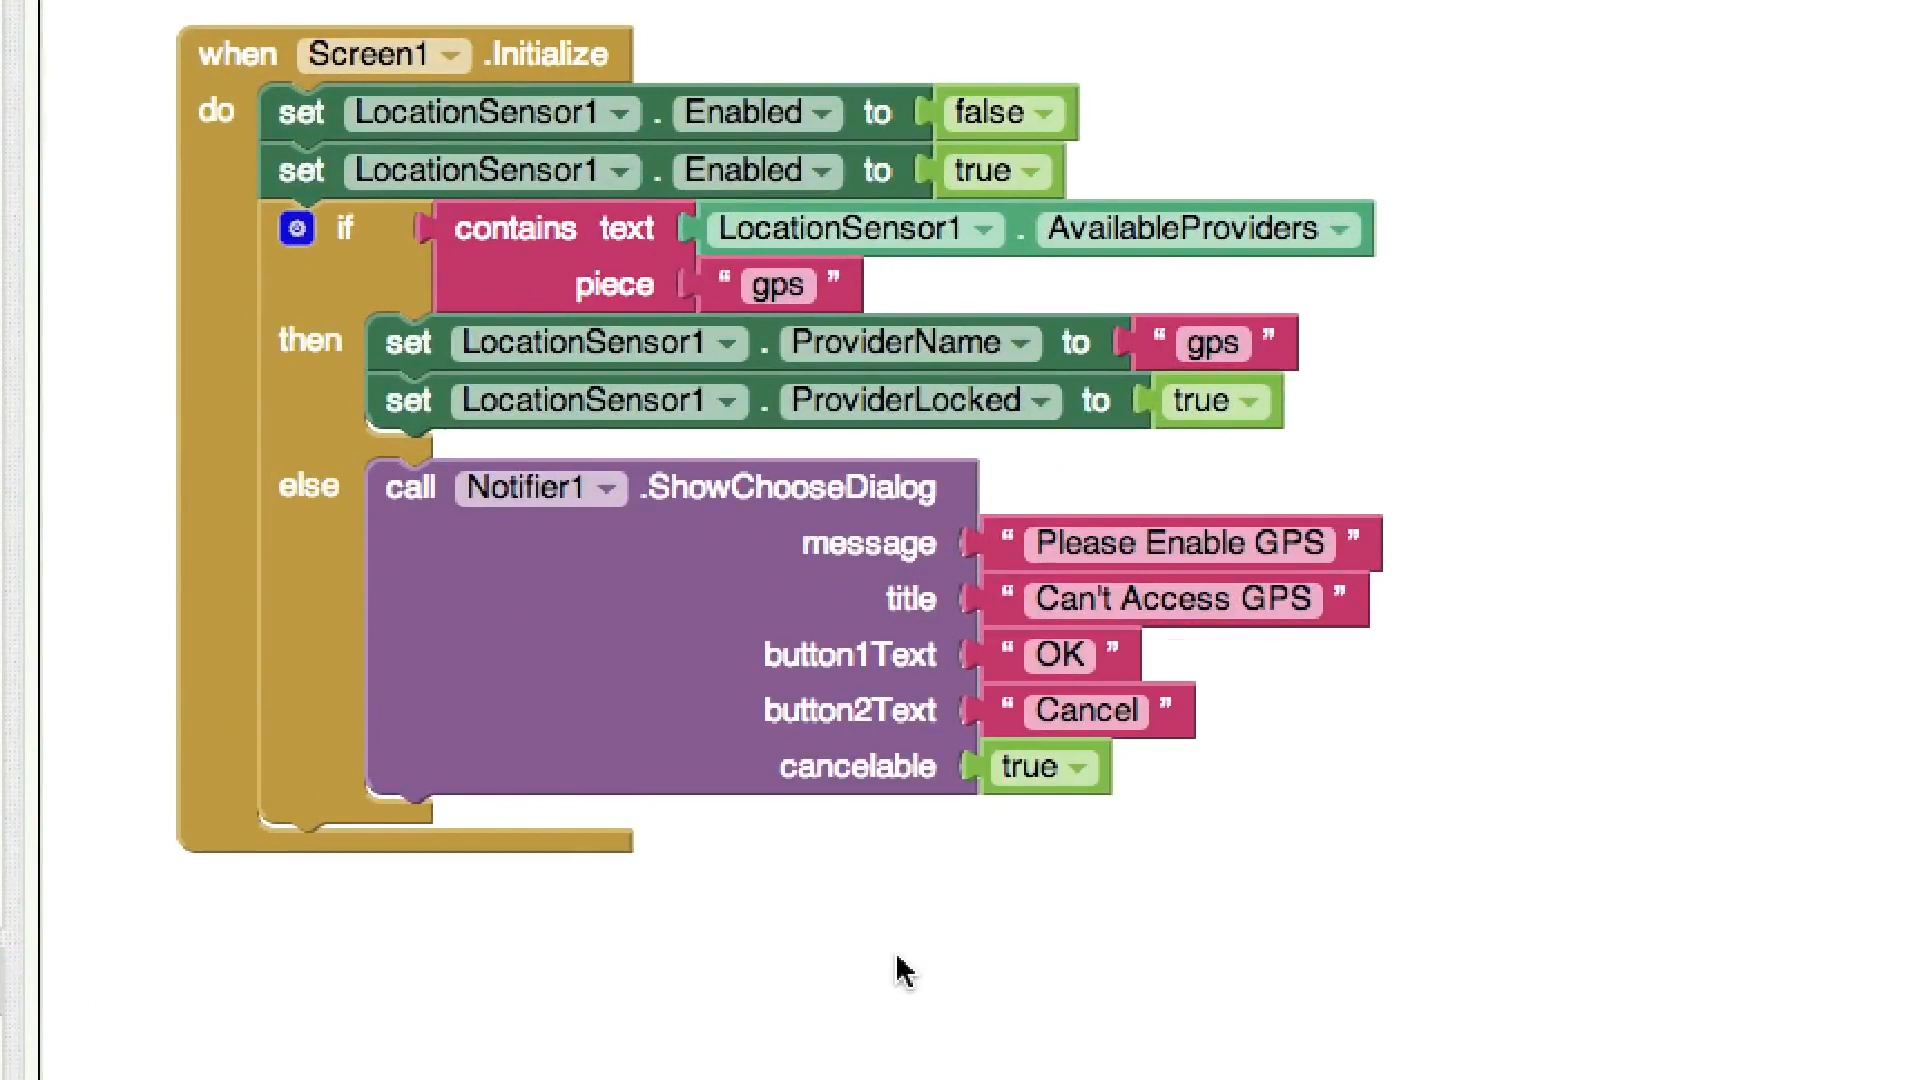 when Screen1 .Initialize
do set LocationSensor1 . Enabled to false
set LocationSensor1 . Enabled to true
if contains text LocationSensor1 . AvailableProviders
piece “ gps ”
then set LocationSensor1 . ProviderName to “ gps ”
set LocationSensor1 . ProviderLocked to true
else call Notifier1 .ShowChooseDialog
message “ Please Enable GPS ”
title “ Can't Access GPS ”
button1Text “ OK ”
button2Text “ Cancel ”
cancelable true